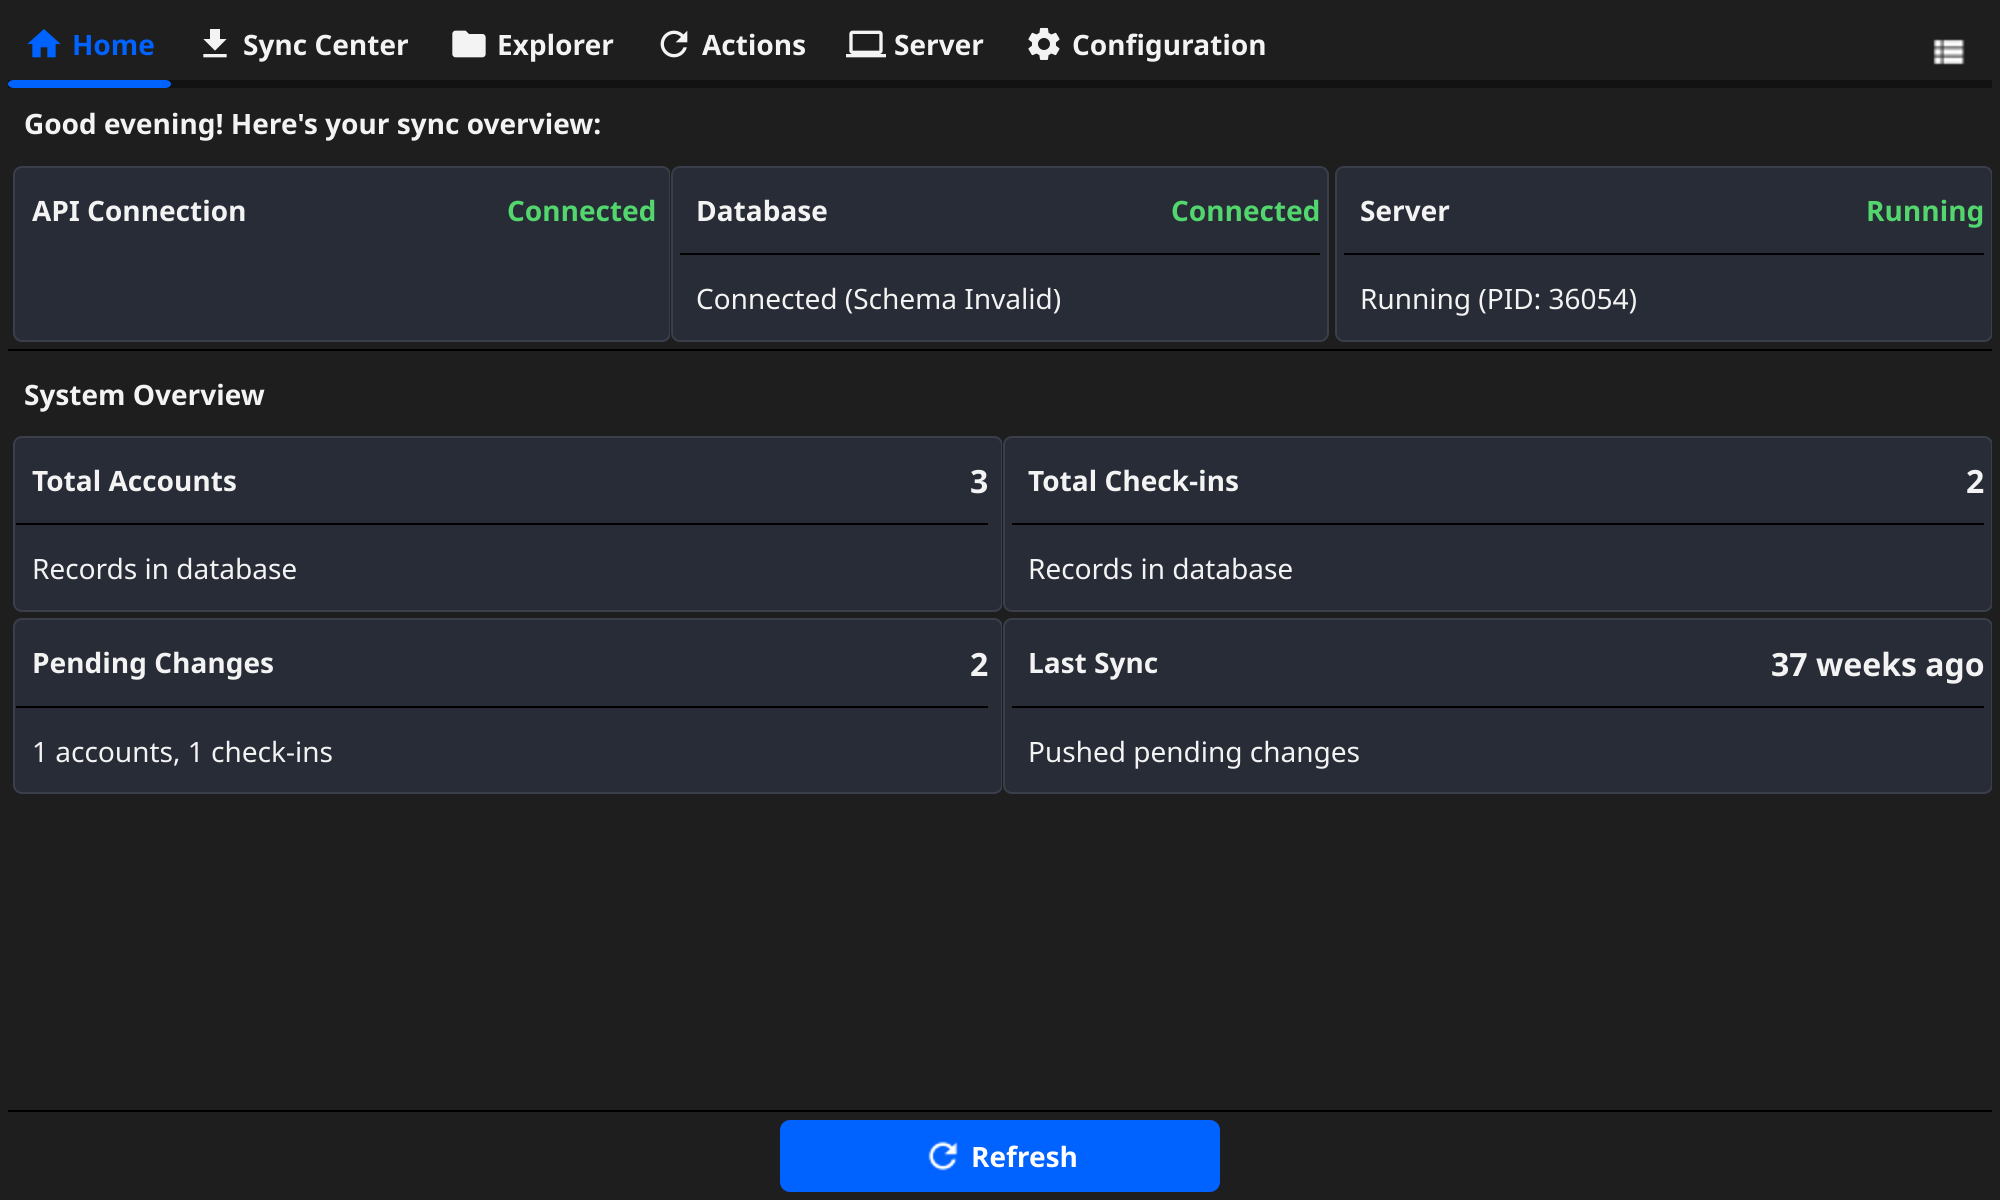 Home Sync Center Explorer Actions Server Configuration
Good evening! Here's your sync overview:
API Connection Connected
Database Connected
Connected (Schema Invalid)
Server Running
Running (PID: 36054)
System Overview
Total Accounts 3
Records in database
Total Check-ins 2
Records in database
Pending Changes 2
1 accounts, 1 check-ins
Last Sync 37 weeks ago
Pushed pending changes
Refresh